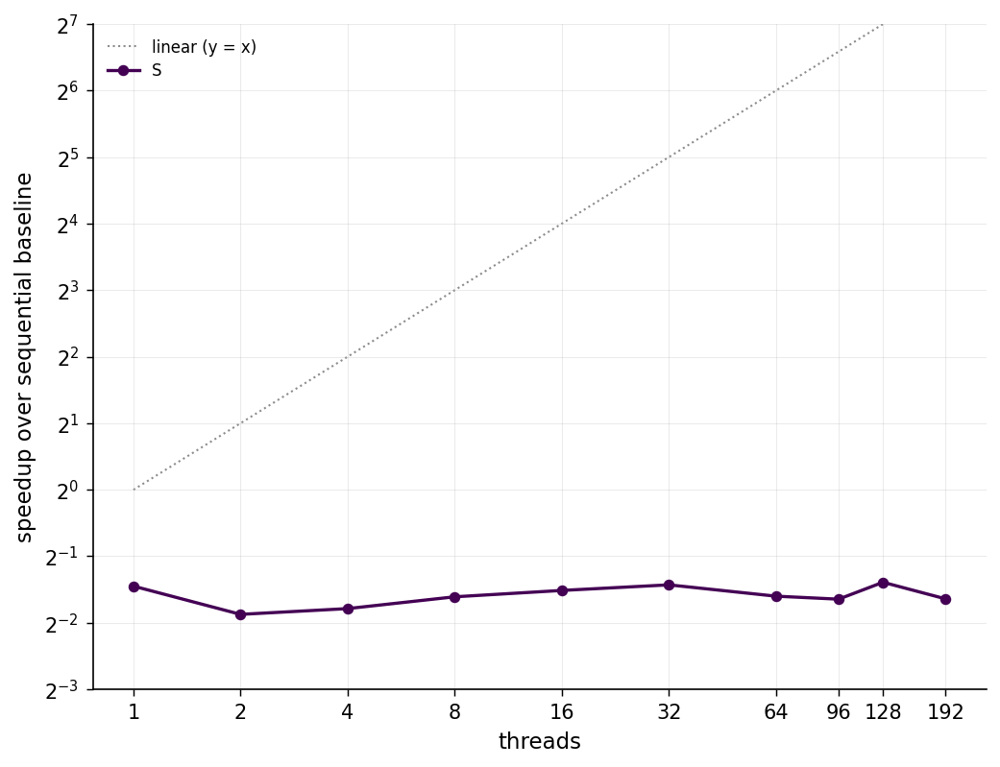 2^7
2^6
2^5
2^4
2^3
2^2
2^1
2^0
2^−1
2^−2
2^−3
speedup over sequential baseline
linear (y = x)
S
1 2 4 8 16 32 64 96 128 192
threads